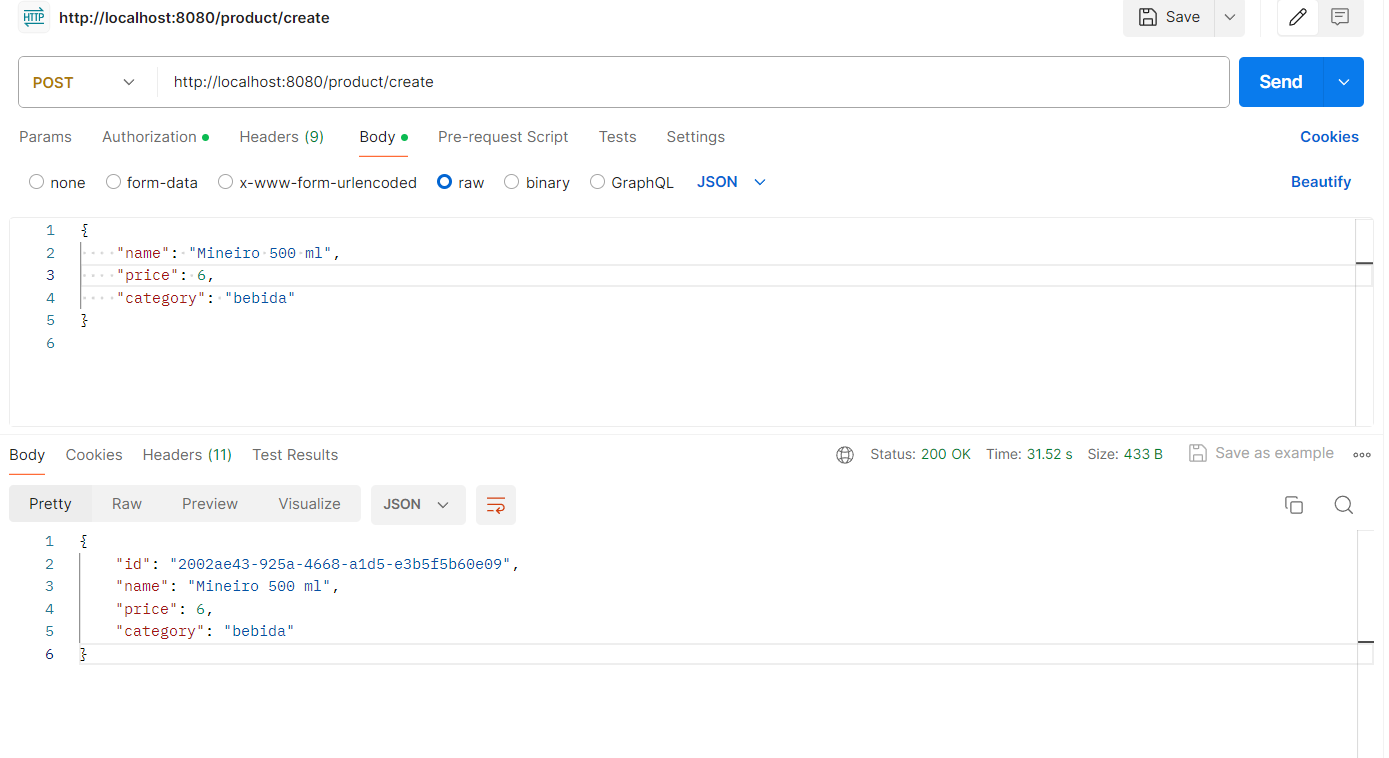 HTTP http://localhost:8080/product/create Save
POST http://localhost:8080/product/create Send
Params Authorization Headers (9) Body Pre-request Script Tests Settings Cookies
none form-data x-www-form-urlencoded raw binary GraphQL JSON Beautify
1 {
2 "name": "Mineiro 500 ml",
3 "price": 6,
4 "category": "bebida"
5 }
6
Body Cookies Headers (11) Test Results Status: 200 OK Time: 31.52 s Size: 433 B Save as example
Pretty Raw Preview Visualize JSON
1 {
2 "id": "2002ae43-925a-4668-a1d5-e3b5f5b60e09",
3 "name": "Mineiro 500 ml",
4 "price": 6,
5 "category": "bebida"
6 }